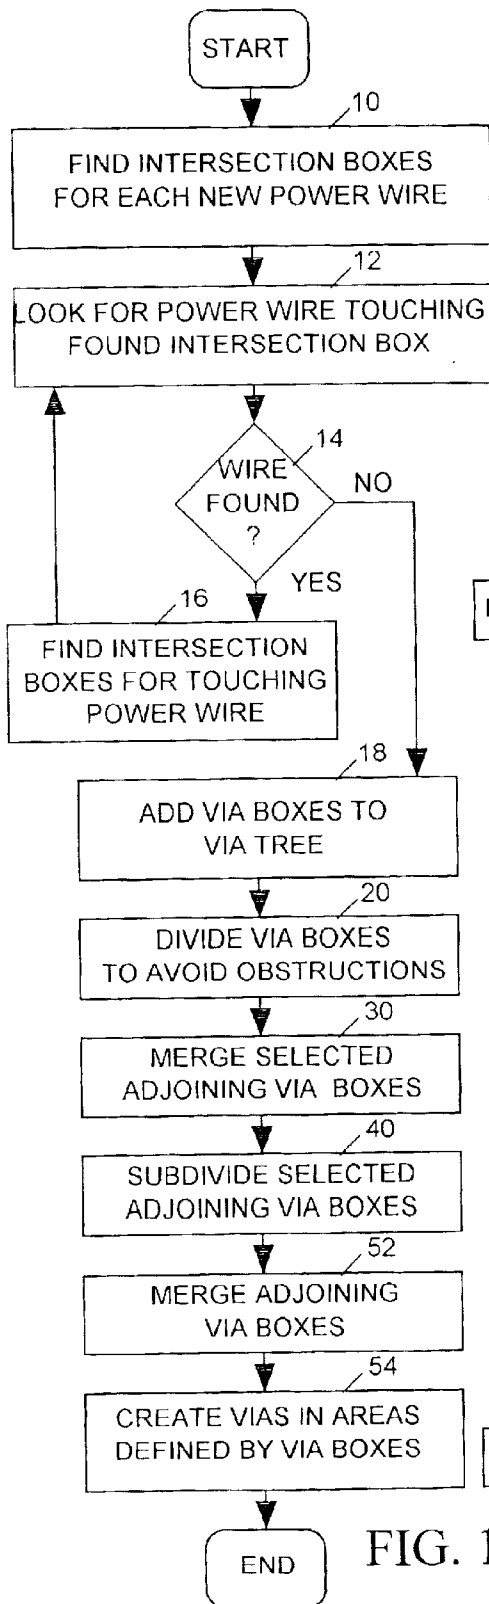 START
10
FIND INTERSECTION BOXES
FOR EACH NEW POWER WIRE
12
LOOK FOR POWER WIRE TOUCHING
FOUND INTERSECTION BOX
14
WIRE
FOUND
?
NO
YES
16
FIND INTERSECTION
BOXES FOR TOUCHING
POWER WIRE
18
ADD VIA BOXES TO
VIA TREE
20
DIVIDE VIA BOXES
TO AVOID OBSTRUCTIONS
30
MERGE SELECTED
ADJOINING VIA BOXES
40
SUBDIVIDE SELECTED
ADJOINING VIA BOXES
52
MERGE ADJOINING
VIA BOXES
54
CREATE VIAS IN AREAS
DEFINED BY VIA BOXES
END
FIG. 1